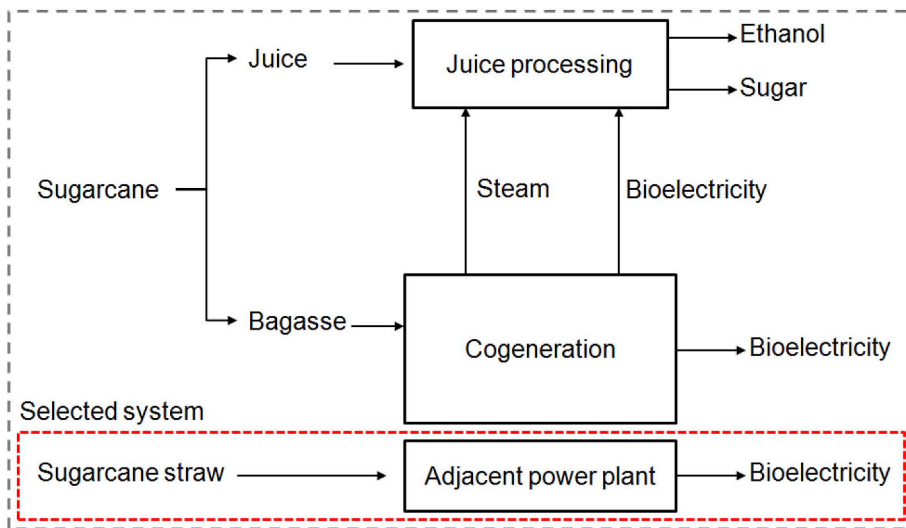 Ethanol
Juice
Juice processing
Sugar
Sugarcane
Steam
Bioelectricity
Bagasse
Cogeneration
Bioelectricity
Selected system
Sugarcane straw
Adjacent power plant
Bioelectricity